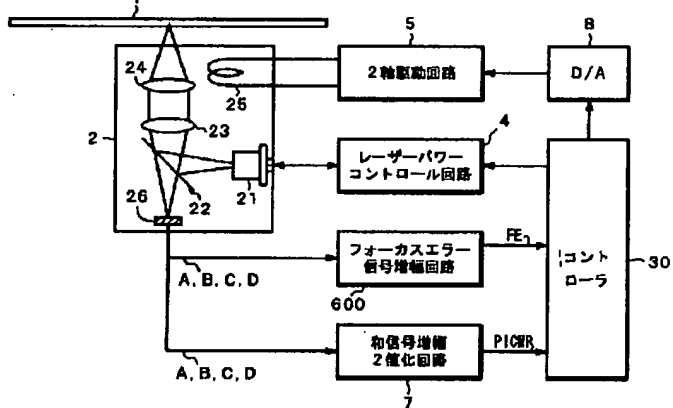 5
8
2軸駆動回路
D/A
24
25
2
23
4
レーザーパワー
コントロール回路
21
22
26
フォーカスエラー
信号増幅回路
FE
コント
ローラ
30
A, B, C, D
600
和信号増幅
2値化回路
A, B, C, D
7